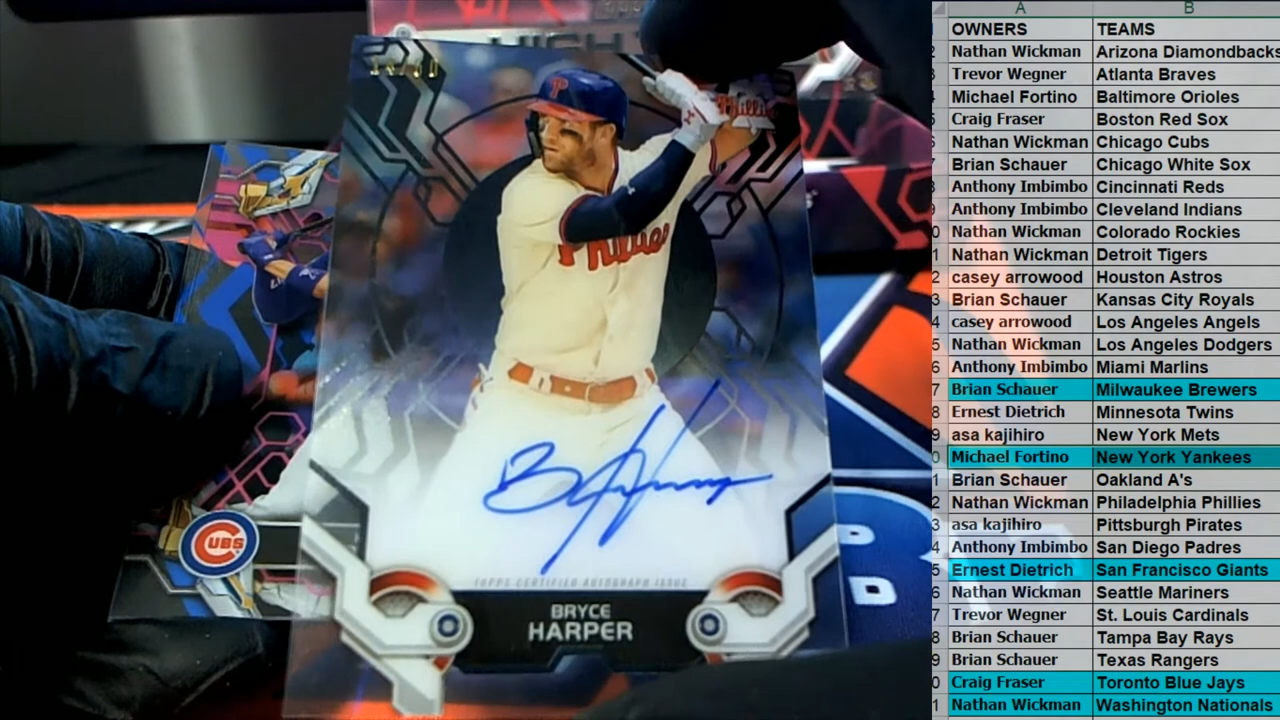 HIGH
Phillies
P
Phillies
CUBS
TOPPS CERTIFIED AUTOGRAPH ISSUE
BRYCE
HARPER
A B
OWNERS TEAMS
Nathan Wickman Arizona Diamondbacks
Trevor Wegner Atlanta Braves
Michael Fortino Baltimore Orioles
Craig Fraser Boston Red Sox
Nathan Wickman Chicago Cubs
Brian Schauer Chicago White Sox
Anthony Imbimbo Cincinnati Reds
Anthony Imbimbo Cleveland Indians
Nathan Wickman Colorado Rockies
Nathan Wickman Detroit Tigers
casey arrowood Houston Astros
Brian Schauer Kansas City Royals
casey arrowood Los Angeles Angels
Nathan Wickman Los Angeles Dodgers
Anthony Imbimbo Miami Marlins
Brian Schauer Milwaukee Brewers
Ernest Dietrich Minnesota Twins
asa kajihiro New York Mets
Michael Fortino New York Yankees
Brian Schauer Oakland A's
Nathan Wickman Philadelphia Phillies
asa kajihiro Pittsburgh Pirates
Anthony Imbimbo San Diego Padres
Ernest Dietrich San Francisco Giants
Nathan Wickman Seattle Mariners
Trevor Wegner St. Louis Cardinals
Brian Schauer Tampa Bay Rays
Brian Schauer Texas Rangers
Craig Fraser Toronto Blue Jays
Nathan Wickman Washington Nationals